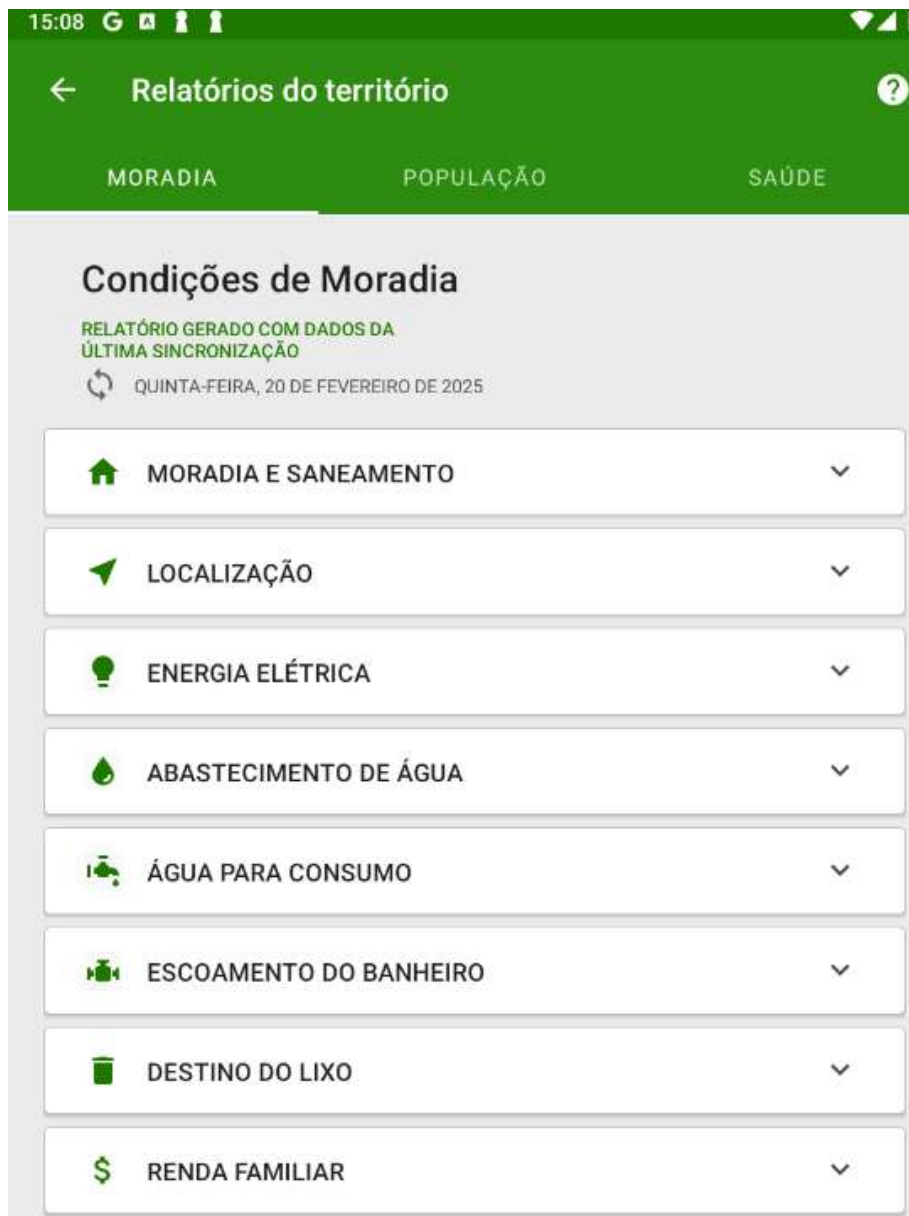 15:08 G A
Relatórios do território ?
MORADIA POPULAÇÃO SAÚDE
Condições de Moradia
RELATÓRIO GERADO COM DADOS DA
ÚLTIMA SINCRONIZAÇÃO
QUINTA-FEIRA, 20 DE FEVEREIRO DE 2025
MORADIA E SANEAMENTO
LOCALIZAÇÃO
ENERGIA ELÉTRICA
ABASTECIMENTO DE ÁGUA
ÁGUA PARA CONSUMO
ESCOAMENTO DO BANHEIRO
DESTINO DO LIXO
$ RENDA FAMILIAR